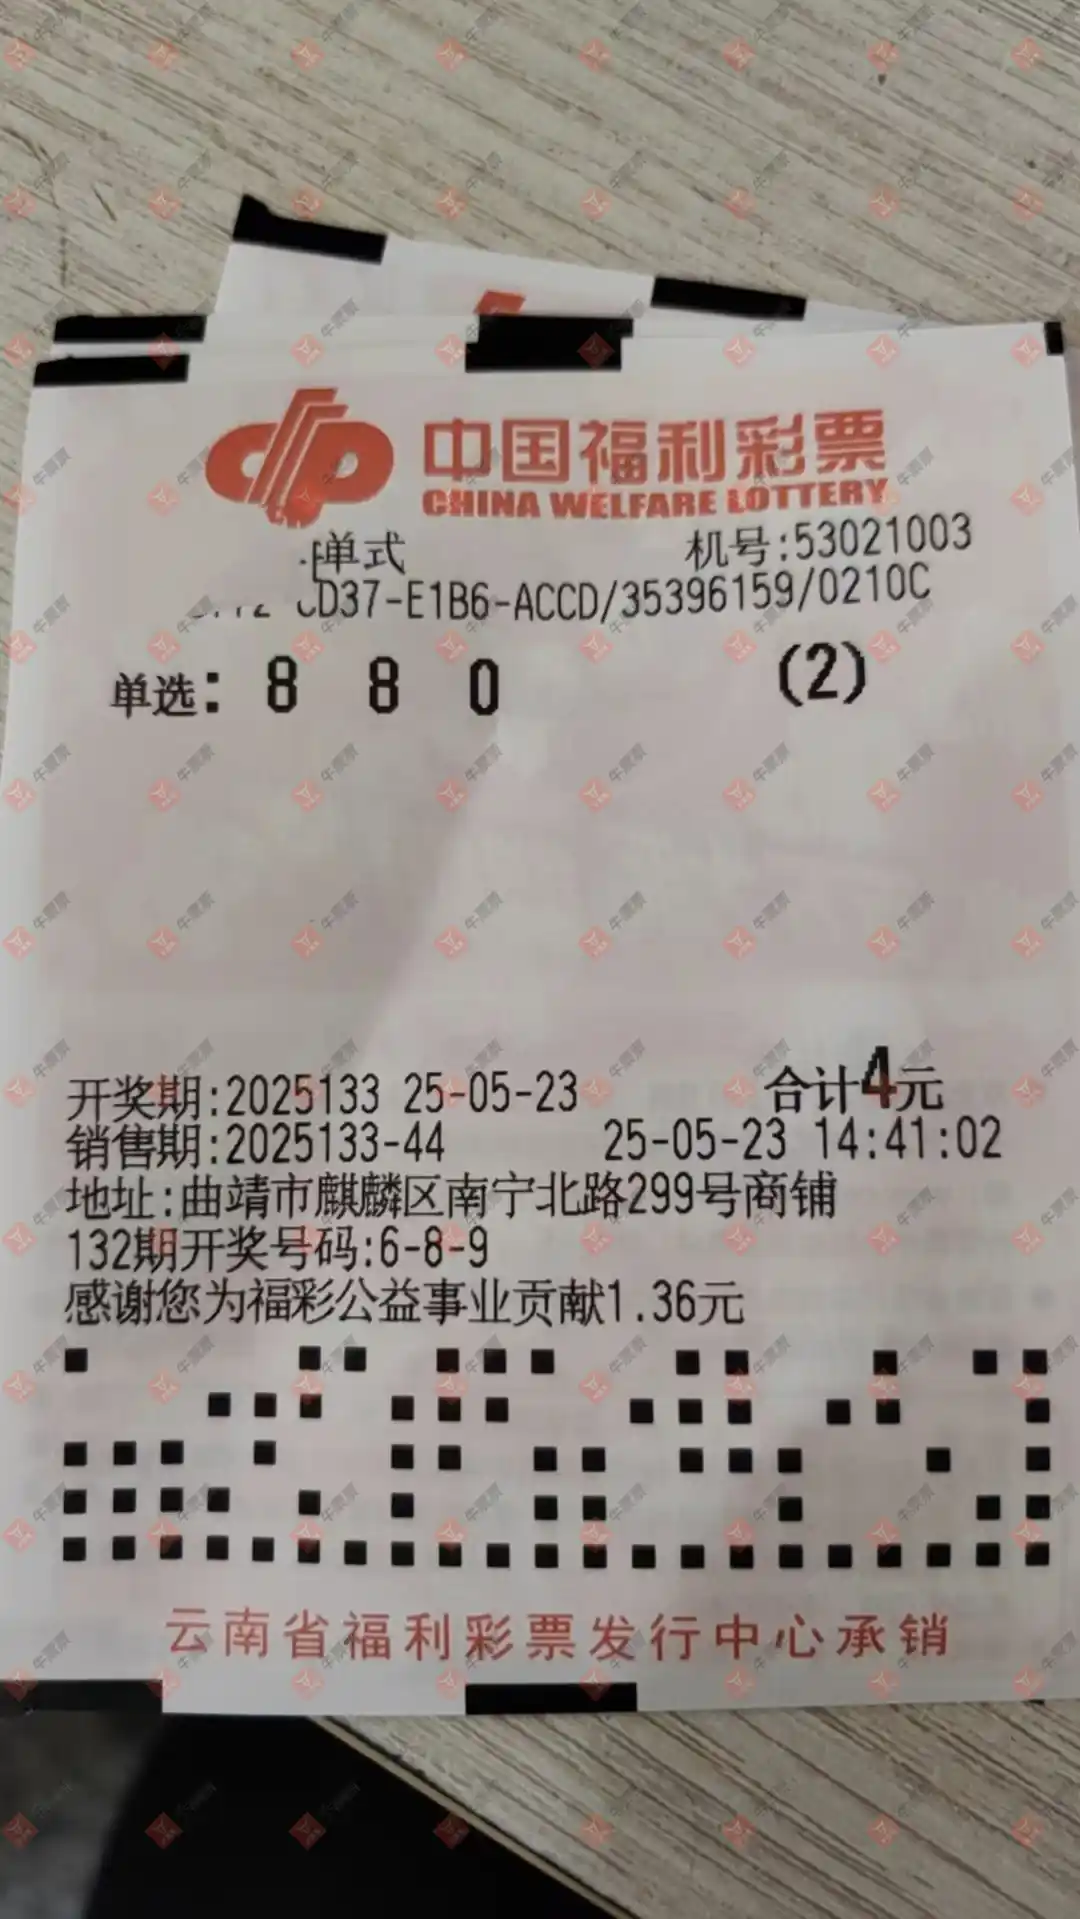 中国福利彩票
CHINA WELFARE LOTTERY
单式 机号:53021003
D37-E1B6-ACCD/35396159/0210C
单选: 8 8 0 (2)
开奖期:2025133 25-05-23 合计4元
销售期:2025133-44 25-05-23 14:41:02
地址:曲靖市麒麟区南宁北路299号商铺
132期开奖号码:6-8-9
感谢您为福彩公益事业贡献1.36元
云南省福利彩票发行中心承销